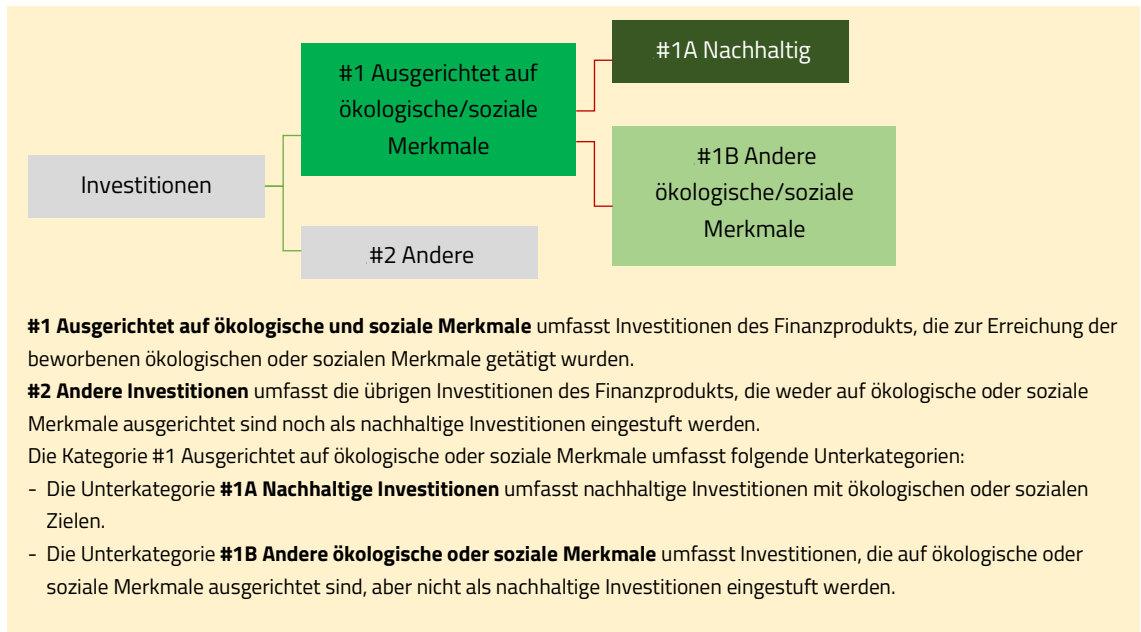 #1A Nachhaltig
#1 Ausgerichtet auf
ökologische/soziale
Merkmale
#1B Andere
ökologische/soziale
Merkmale
Investitionen
#2 Andere
#1 Ausgerichtet auf ökologische und soziale Merkmale umfasst Investitionen des Finanzprodukts, die zur Erreichung der
beworbenen ökologischen oder sozialen Merkmale getätigt wurden.
#2 Andere Investitionen umfasst die übrigen Investitionen des Finanzprodukts, die weder auf ökologische oder soziale
Merkmale ausgerichtet sind noch als nachhaltige Investitionen eingestuft werden.
Die Kategorie #1 Ausgerichtet auf ökologische oder soziale Merkmale umfasst folgende Unterkategorien:
- Die Unterkategorie #1A Nachhaltige Investitionen umfasst nachhaltige Investitionen mit ökologischen oder sozialen
Zielen.
- Die Unterkategorie #1B Andere ökologische oder soziale Merkmale umfasst Investitionen, die auf ökologische oder
soziale Merkmale ausgerichtet sind, aber nicht als nachhaltige Investitionen eingestuft werden.